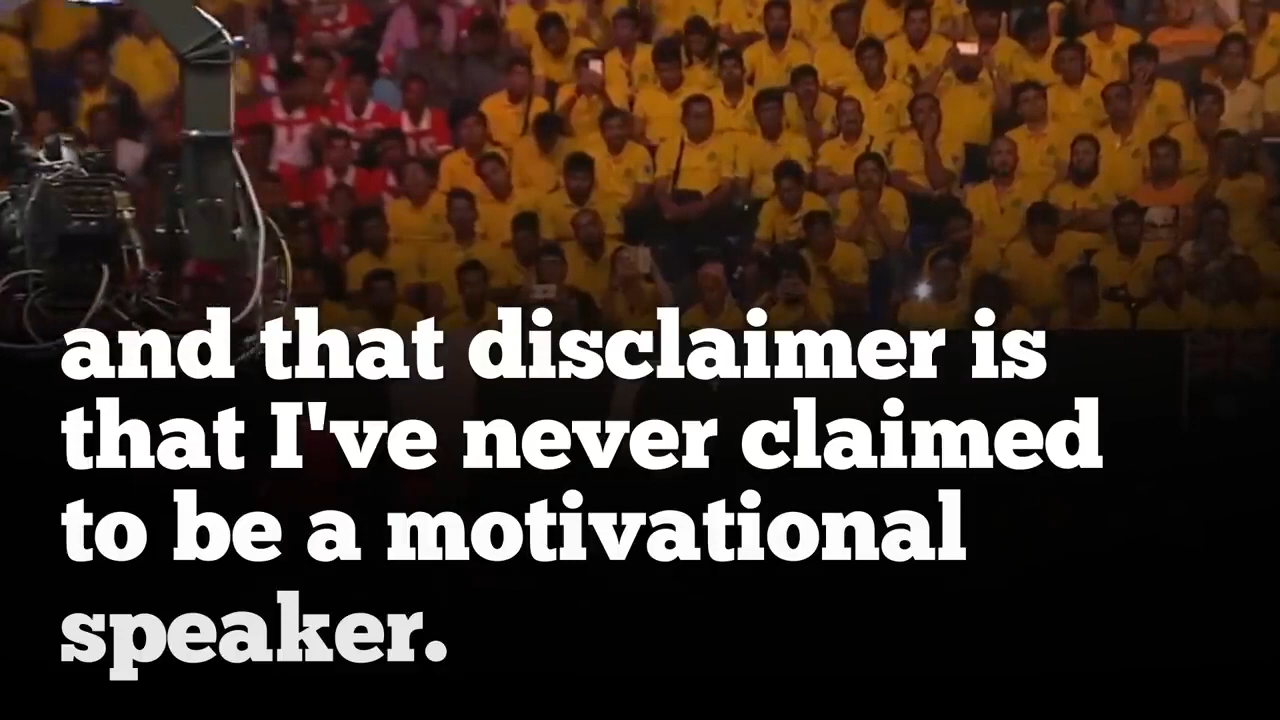 and that disclaimer is
that I've never claimed
to be a motivational
speaker.